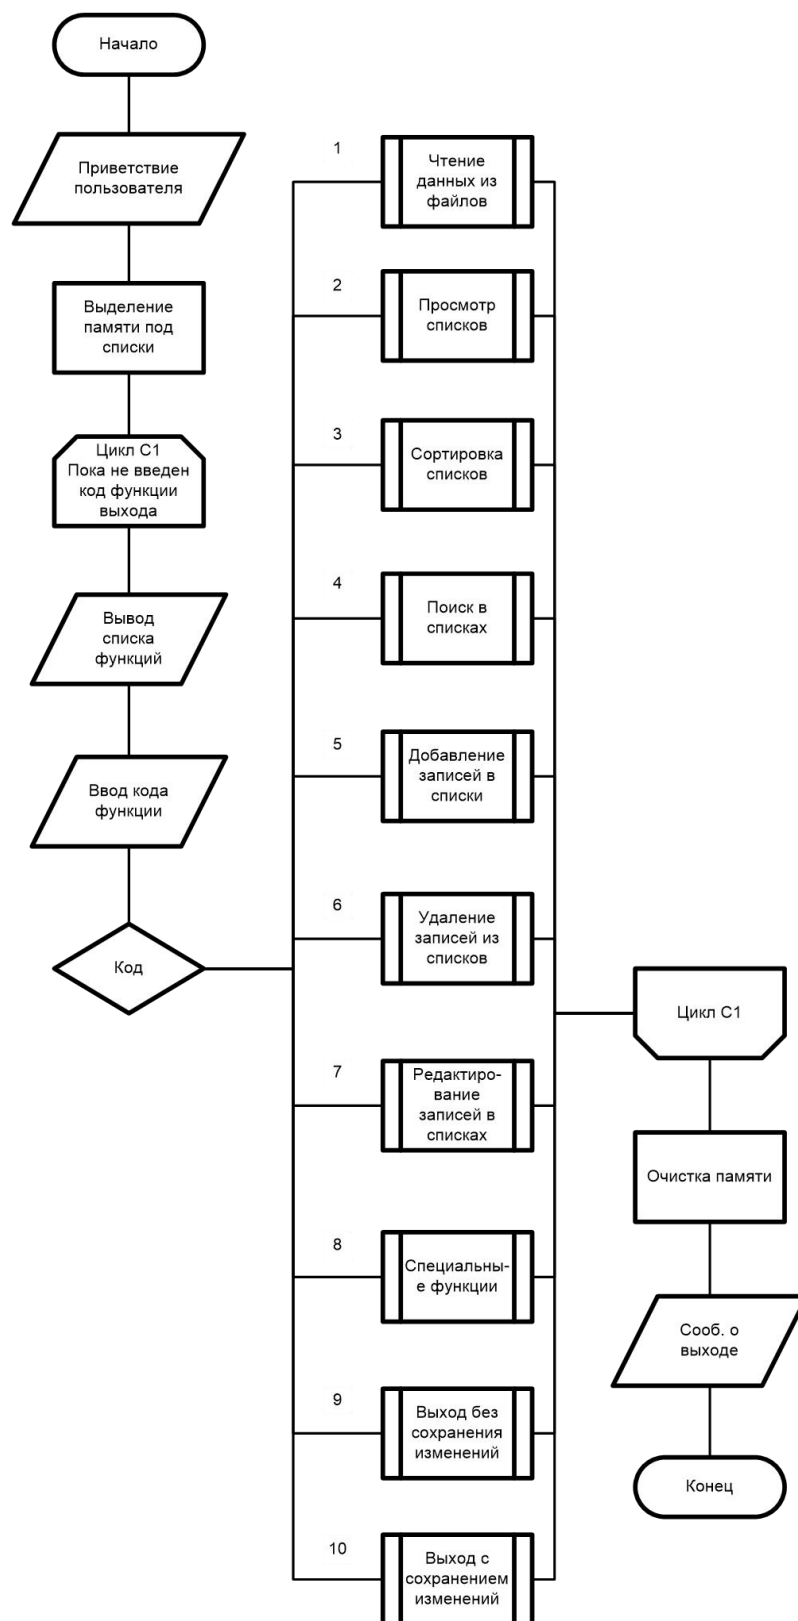 Начало
Приветствие
пользователя
Выделение
памяти под
списки
Цикл С1
Пока не введен
код функции
выхода
Вывод
списка
функций
Ввод кода
функции
Код
1
Чтение
данных из
файлов
2
Просмотр
списков
3
Сортировка
списков
4
Поиск в
списках
5
Добавление
записей в
списки
6
Удаление
записей из
списков
7
Редактиро-
вание
записей в
списках
8
Специальны-
е функции
9
Выход без
сохранения
изменений
10
Выход с
сохранением
изменений
Цикл С1
Очистка памяти
Сооб. о
выходе
Конец